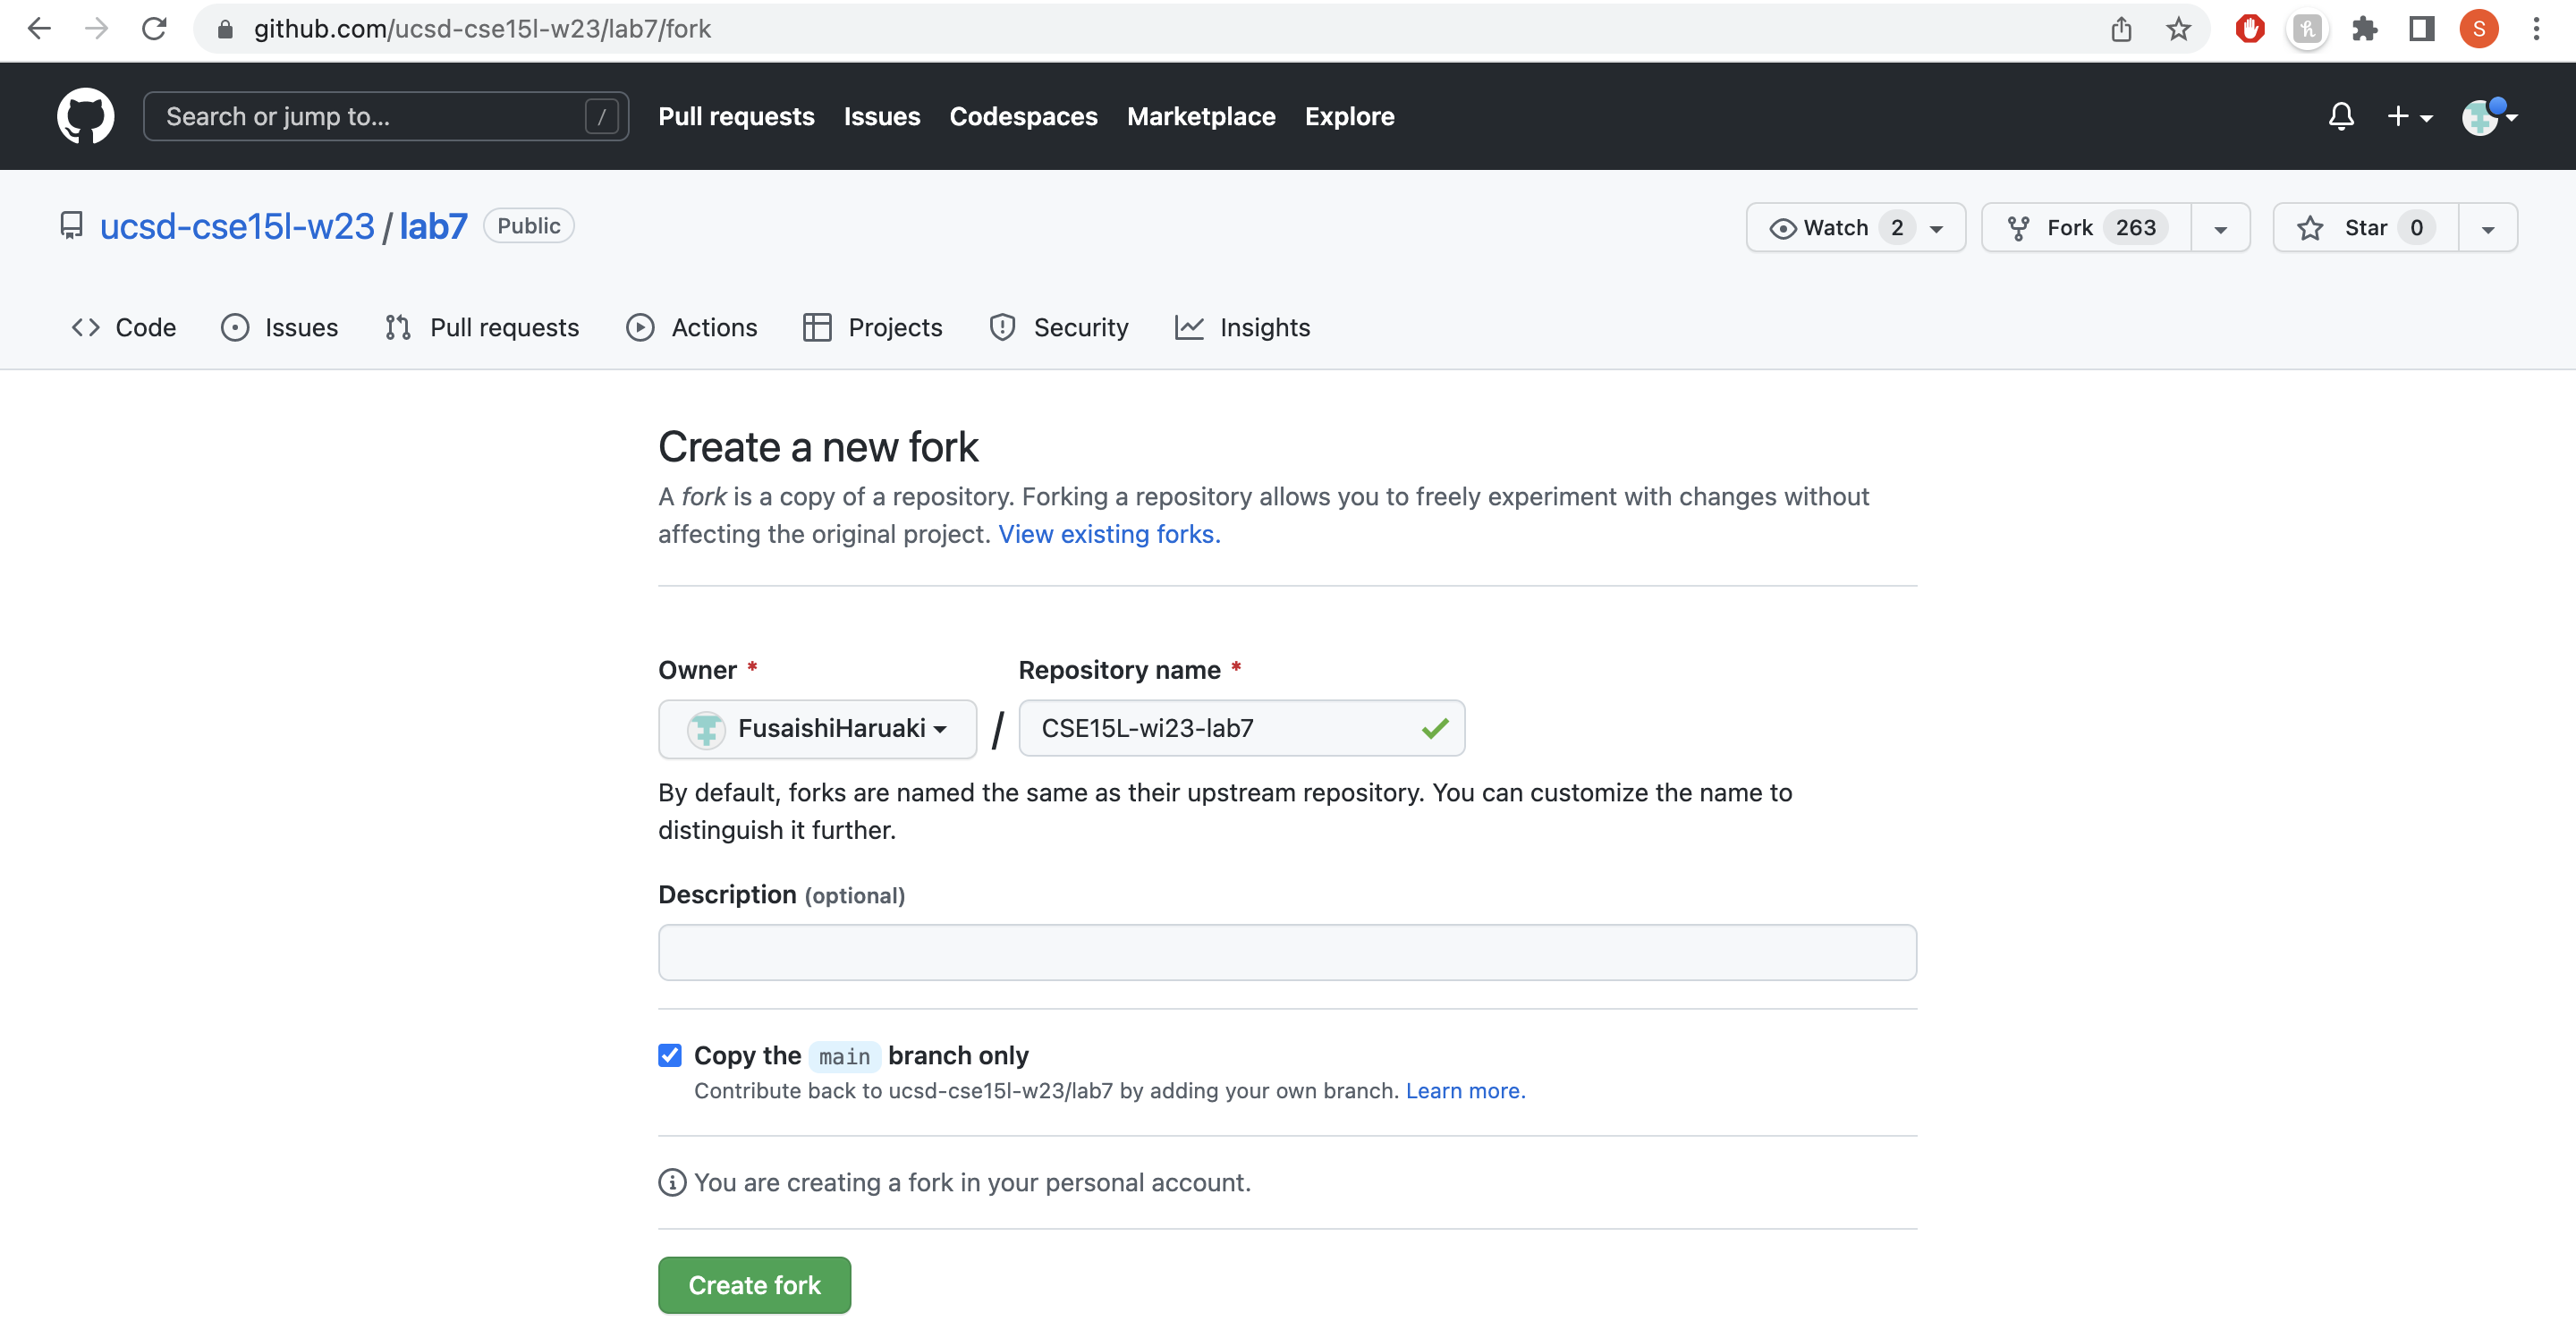 github.com/ucsd-cse15l-w23/lab7/fork
S
Search or jump to... /
Pull requests Issues Codespaces Marketplace Explore
ucsd-cse15l-w23 / lab7 Public
Watch 2 Fork 263 Star 0
Code Issues Pull requests Actions Projects Security Insights
Create a new fork
A fork is a copy of a repository. Forking a repository allows you to freely experiment with changes without
affecting the original project. View existing forks.
Owner * Repository name *
FusaishiHaruaki / CSE15L-wi23-lab7
By default, forks are named the same as their upstream repository. You can customize the name to
distinguish it further.
Description (optional)
Copy the main branch only
Contribute back to ucsd-cse15l-w23/lab7 by adding your own branch. Learn more.
You are creating a fork in your personal account.
Create fork